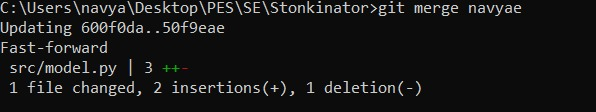 C:\Users\navya\Desktop\PES\SE\Stonkinator>git merge navyae
Updating 600f0da..50f9eae
Fast-forward
 src/model.py | 3 ++-
 1 file changed, 2 insertions(+), 1 deletion(-)